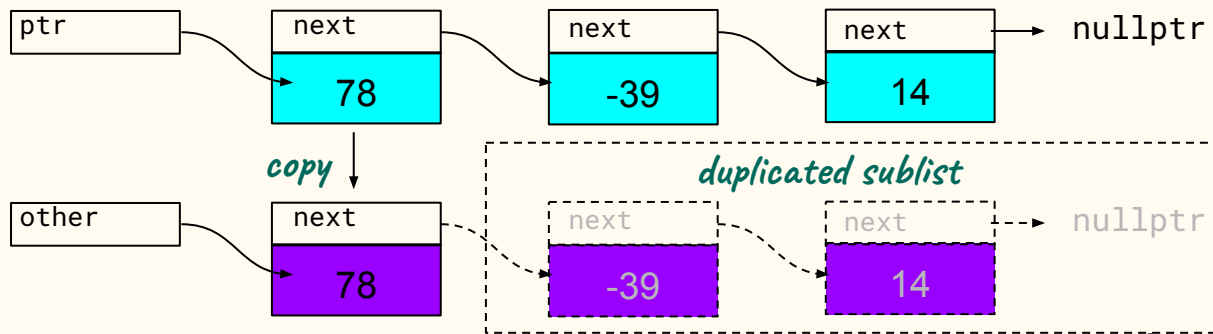 ptr
next
next
next
nullptr
78
-39
14
copy
duplicated sublist
other
next
next
next
nullptr
78
-39
14